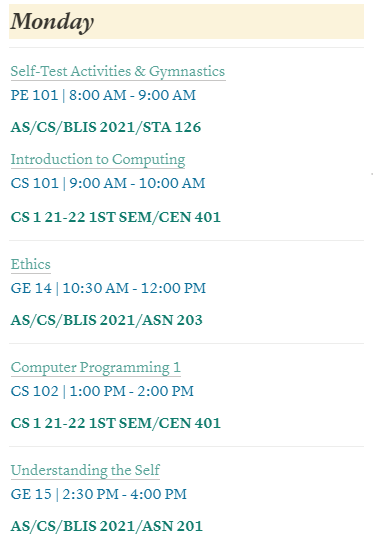 Monday
Self-Test Activities & Gymnastics
PE 101 | 8:00 AM - 9:00 AM
AS/CS/BLIS 2021/STA 126
Introduction to Computing
CS 101 | 9:00 AM - 10:00 AM
CS 1 21-22 1ST SEM/CEN 401
Ethics
GE 14 | 10:30 AM - 12:00 PM
AS/CS/BLIS 2021/ASN 203
Computer Programming 1
CS 102 | 1:00 PM - 2:00 PM
CS 1 21-22 1ST SEM/CEN 401
Understanding the Self
GE 15 | 2:30 PM - 4:00 PM
AS/CS/BLIS 2021/ASN 201